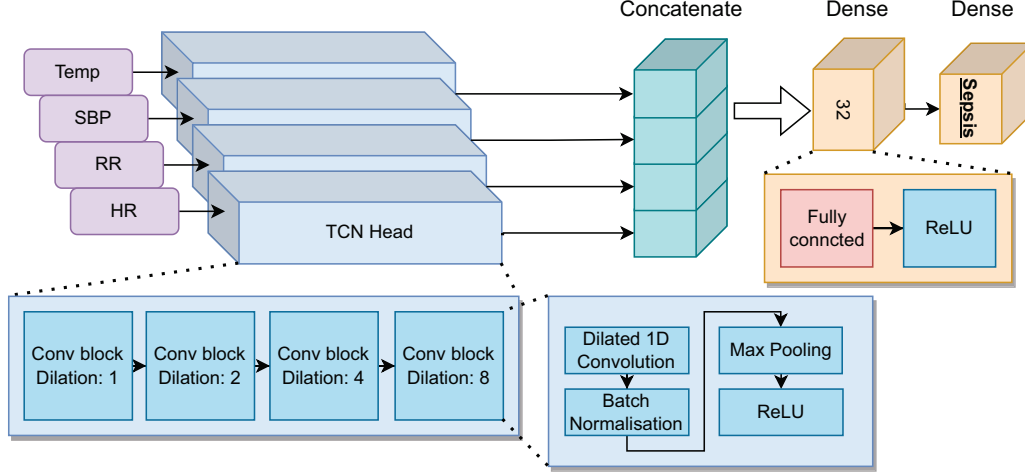 Concatenate
Dense
Dense
Temp
SBP
RR
HR
TCN Head
32
Sepsis
Fully
conncted
ReLU
Conv block
Dilation: 1
Conv block
Dilation: 2
Conv block
Dilation: 4
Conv block
Dilation: 8
Dilated 1D
Convolution
Batch
Normalisation
Max Pooling
ReLU